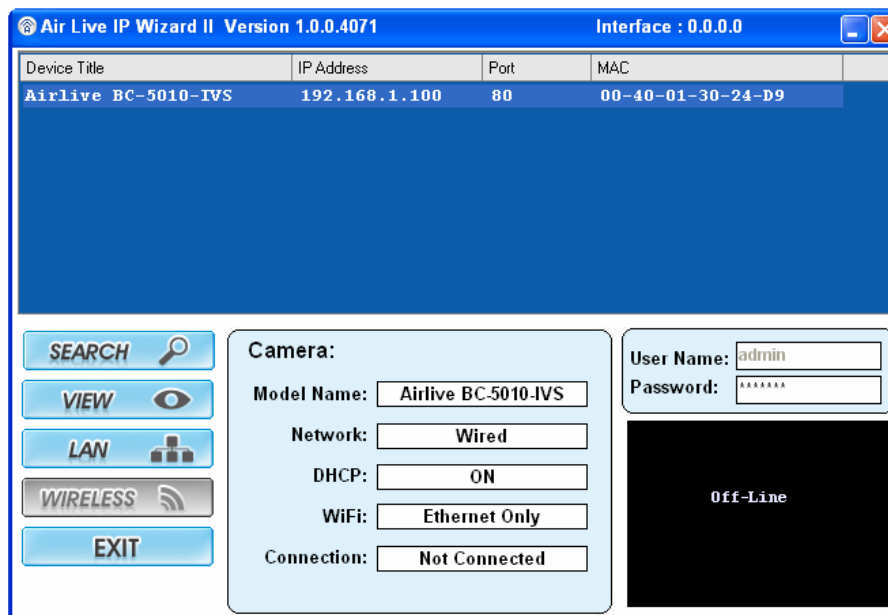 Air Live IP Wizard II Version 1.0.0.4071 Interface : 0.0.0.0
Device Title IP Address Port MAC
Airlive BC-5010-IVS 192.168.1.100 80 00-40-01-30-24-D9
SEARCH
VIEW
LAN
WIRELESS
EXIT
Camera:
Model Name: Airlive BC-5010-IVS
Network: Wired
DHCP: ON
WiFi: Ethernet Only
Connection: Not Connected
User Name: admin
Password: *******
Off-Line